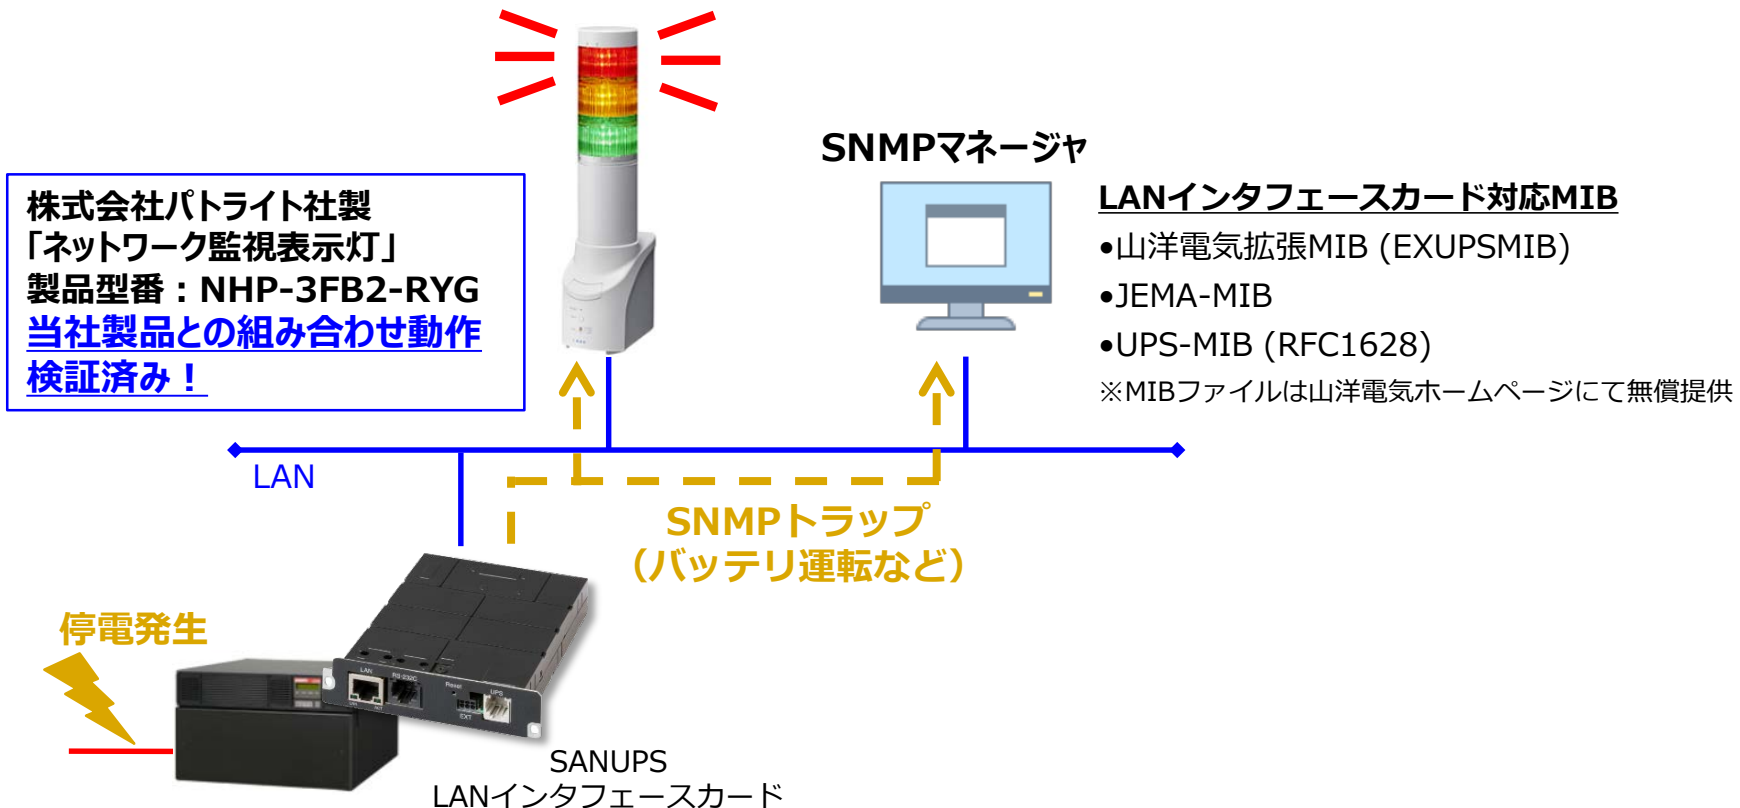 SNMPマネージャ
株式会社パトライト社製
「ネットワーク監視表示灯」
製品型番：NHP-3FB2-RYG
当社製品との組み合わせ動作
検証済み！
LANインタフェースカード対応MIB
•山洋電気拡張MIB (EXUPSMIB)
•JEMA-MIB
•UPS-MIB (RFC1628)
※MIBファイルは山洋電気ホームページにて無償提供
LAN
SNMPトラップ
（バッテリ運転など）
停電発生
LAN
RS-232C
Reset
UPS
EXT
SANUPS
LANインタフェースカード